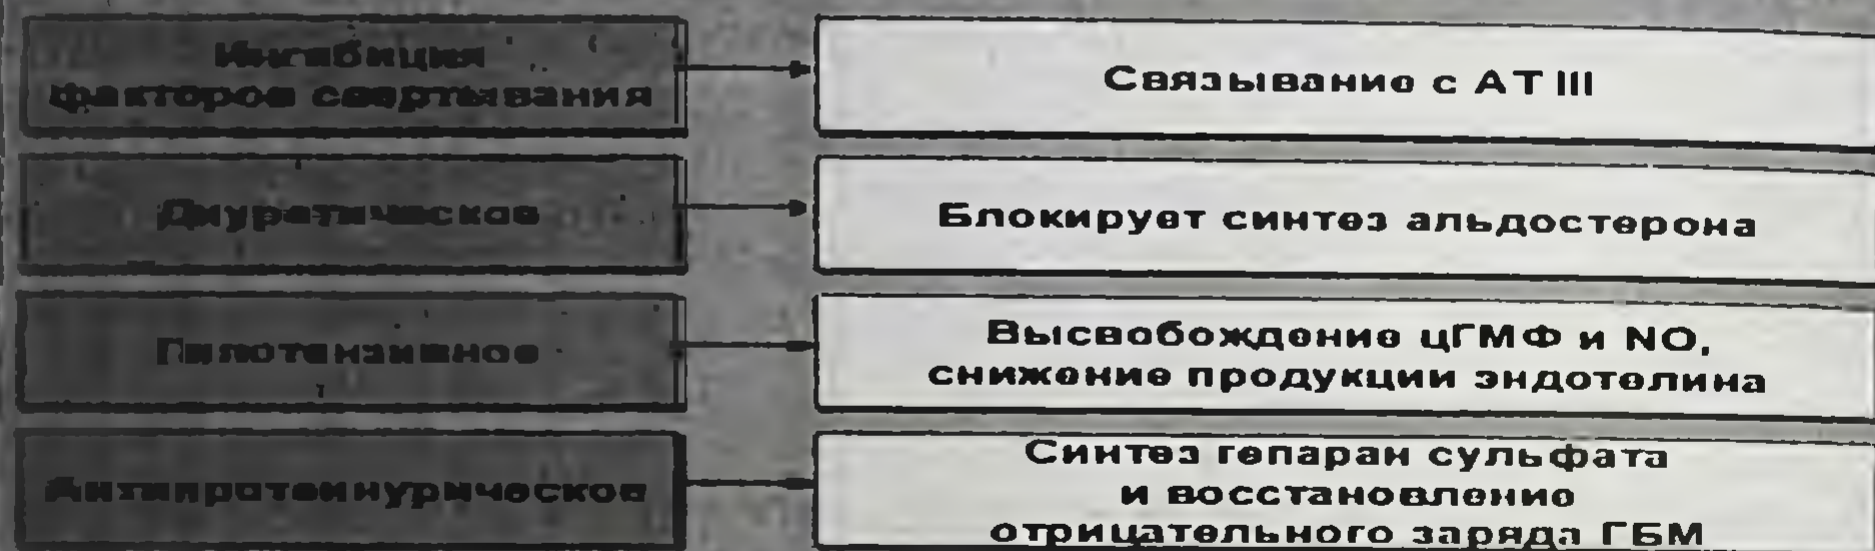 Ингибиция
факторов свертывания
Связывание с АТ III
Диуретическое
Блокирует синтез альдостерона
Гипотензивное
Высвобождение цГМФ и NO,
снижение продукции эндотелина
Антипротеинурическое
Синтез гепаран сульфата
и восстановление
отрицательного заряда ГБМ